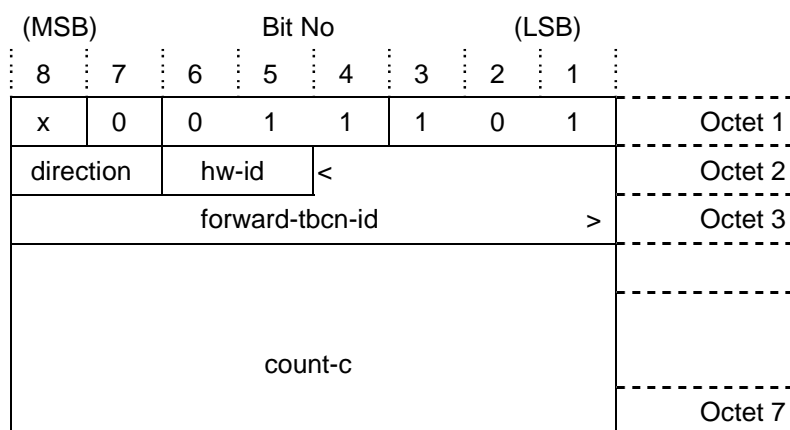 (MSB) Bit No (LSB)
8 7 6 5 4 3 2 1
x 0 0 1 1 1 0 1 Octet 1
direction hw-id < Octet 2
forward-tbcn-id > Octet 3
count-c
Octet 7